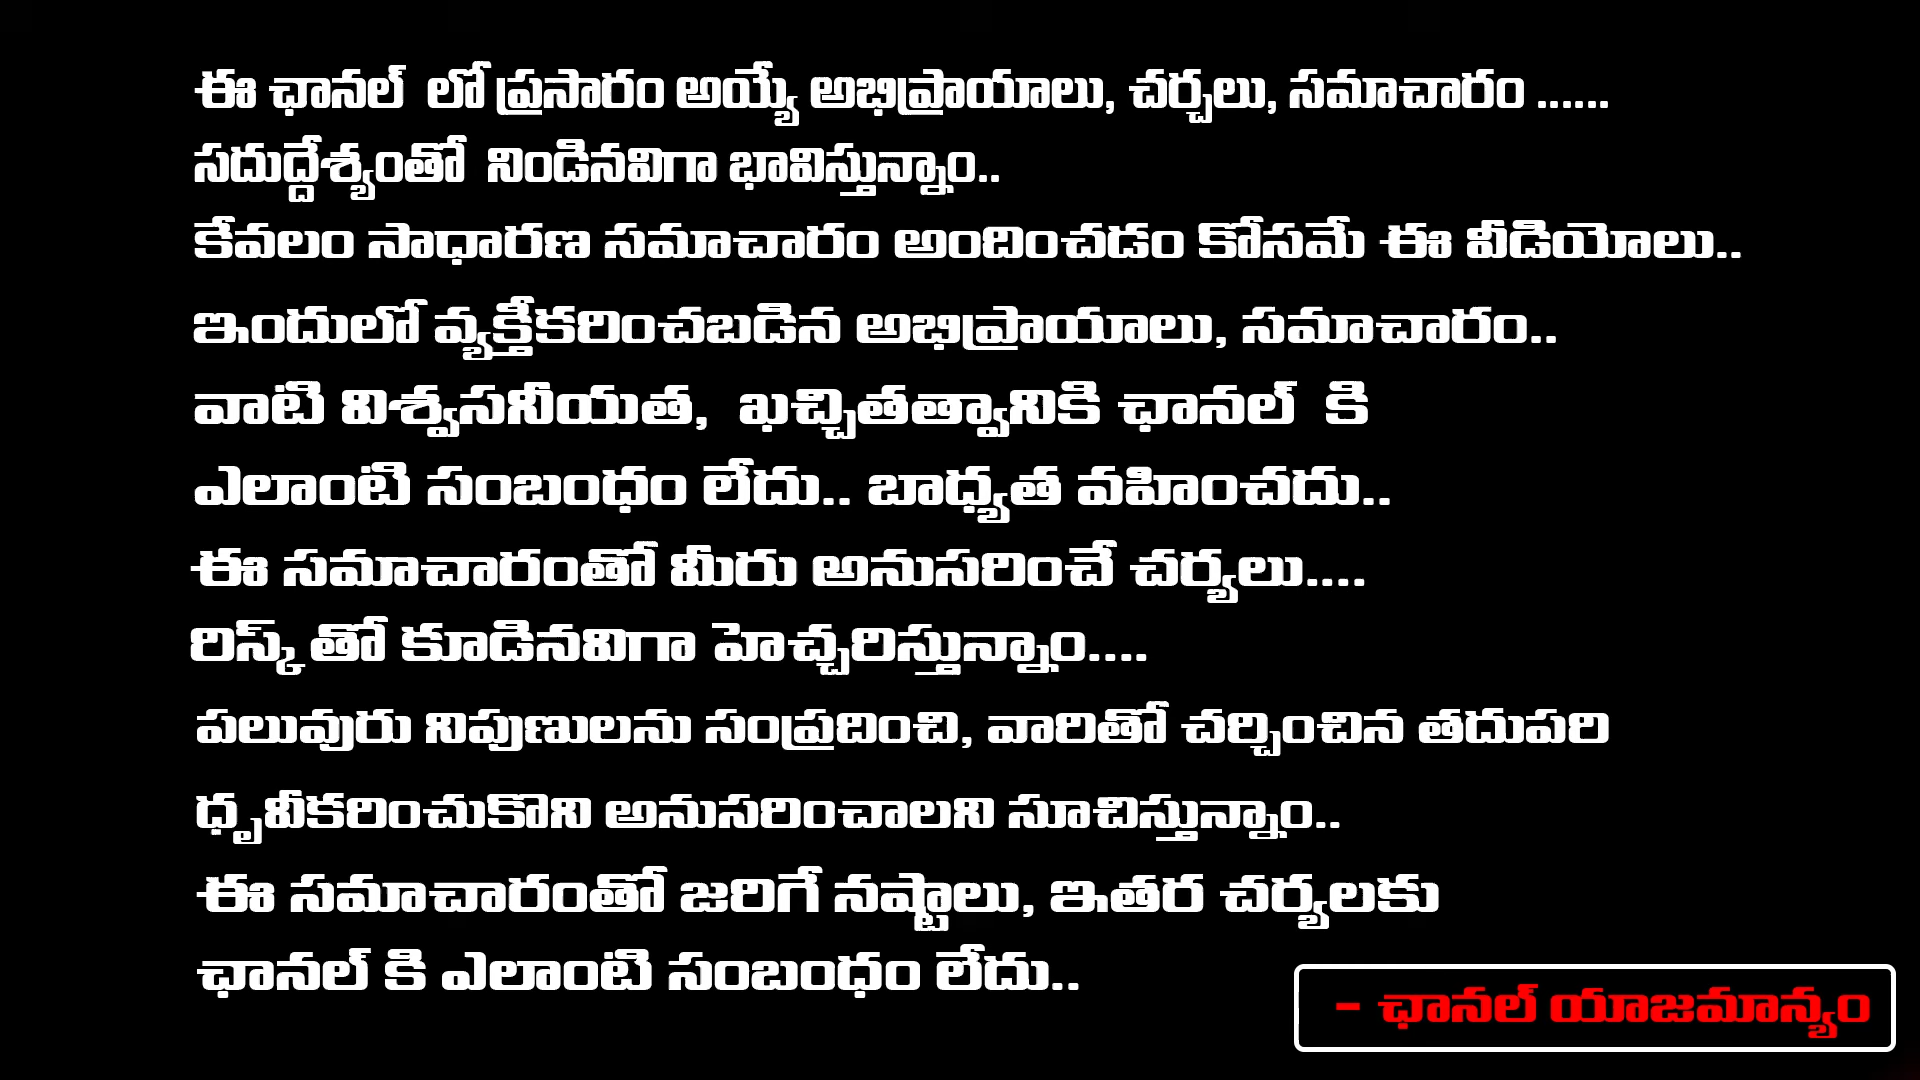 ఈ ఛానల్ లో ప్రసారం అయ్యే అభిప్రాయాలు, చర్చలు, సమాచారం ......
సదుద్దేశ్యంతో నిండినవిగా భావిస్తున్నాం..
కేవలం సాధారణ సమాచారం అందించడం కోసమే ఈ వీడియోలు..
ఇందులో వ్యక్తీకరించబడిన అభిప్రాయాలు, సమాచారం..
వాటి విశ్వసనీయత, ఖచ్చితత్వానికి ఛానల్ కి
ఎలాంటి సంబంధం లేదు.. బాధ్యత వహించదు..
ఈ సమాచారంతో మీరు అనుసరించే చర్యలు....
రిస్క్ తో కూడినవిగా హెచ్చరిస్తున్నాం....
పలువురు నిపుణులను సంప్రదించి, వారితో చర్చించిన తదుపరి
ధృవీకరించుకొని అనుసరించాలని సూచిస్తున్నాం..
ఈ సమాచారంతో జరిగే నష్టాలు, ఇతర చర్యలకు
ఛానల్ కి ఎలాంటి సంబంధం లేదు..
- ఛానల్ యాజమాన్యం